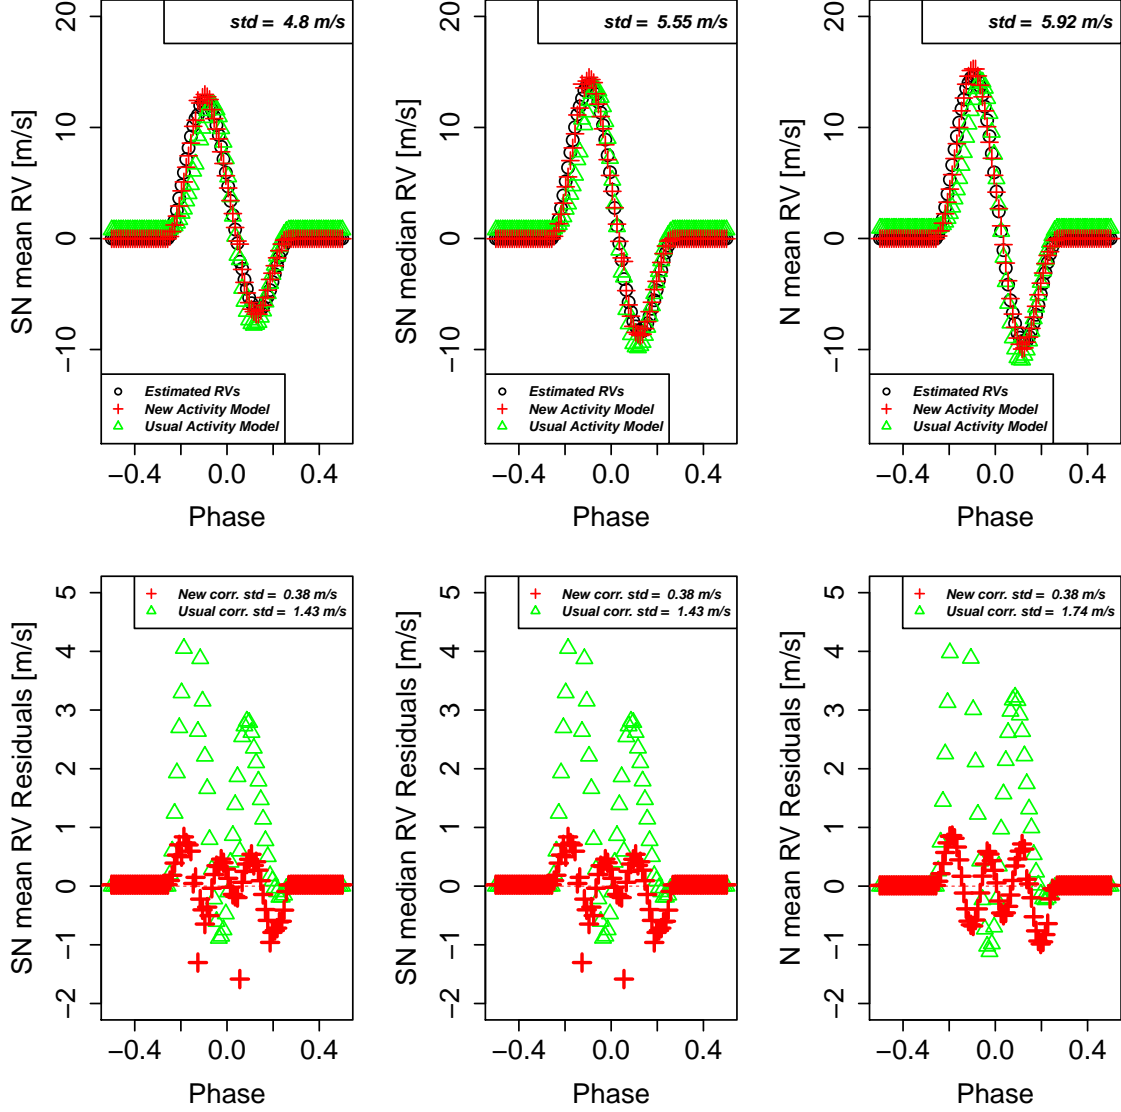 std = 4.8 m/s
SN mean RV [m/s]
20
10
0
−10
Estimated RVs
New Activity Model
Usual Activity Model
−0.4
0.0
0.4
Phase
std = 5.55 m/s
SN median RV [m/s]
20
10
0
−10
Estimated RVs
New Activity Model
Usual Activity Model
−0.4
0.0
0.4
Phase
std = 5.92 m/s
N mean RV [m/s]
20
10
0
−10
Estimated RVs
New Activity Model
Usual Activity Model
−0.4
0.0
0.4
Phase
New corr. std = 0.38 m/s
Usual corr. std = 1.43 m/s
SN mean RV Residuals [m/s]
5
4
3
2
1
0
−1
−2
−0.4
0.0
0.4
Phase
New corr. std = 0.38 m/s
Usual corr. std = 1.43 m/s
SN median RV Residuals [m/s]
5
4
3
2
1
0
−1
−2
−0.4
0.0
0.4
Phase
New corr. std = 0.38 m/s
Usual corr. std = 1.74 m/s
N mean RV Residuals [m/s]
5
4
3
2
1
0
−1
−2
−0.4
0.0
0.4
Phase